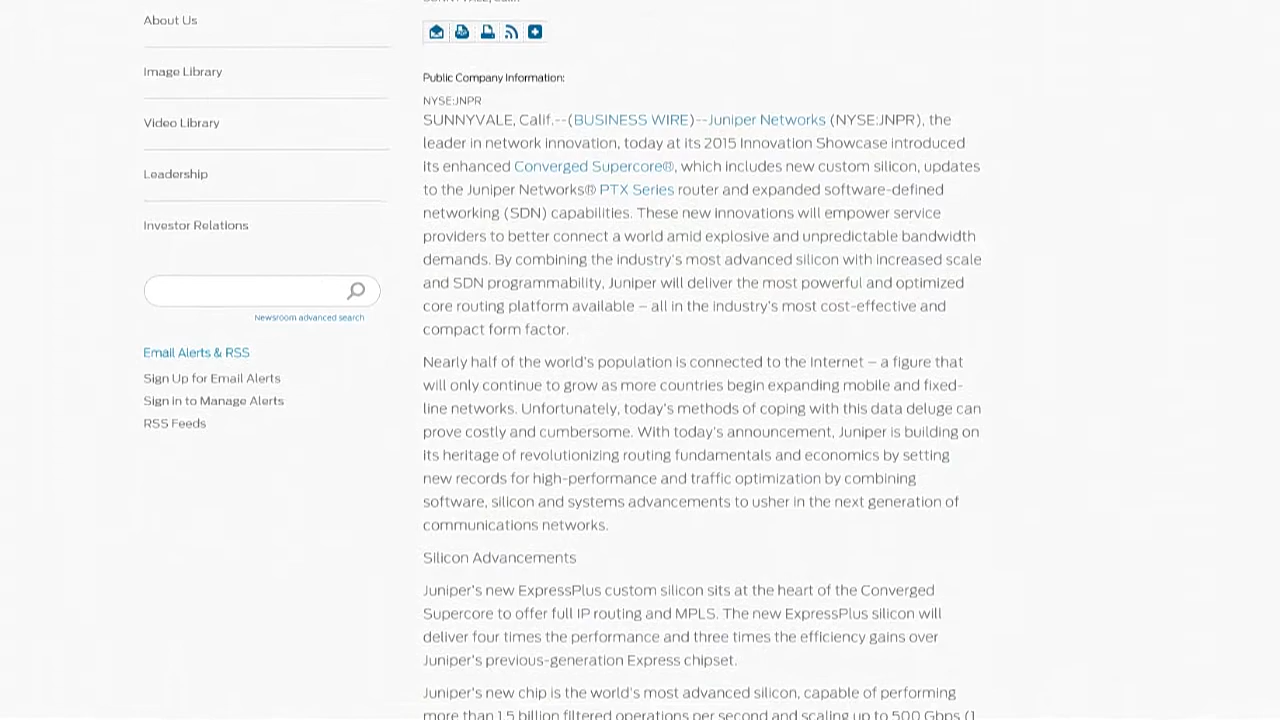 About Us
Image Library
Video Library
Leadership
Investor Relations
Newsroom advanced search
Email Alerts & RSS
Sign Up for Email Alerts
Sign in to Manage Alerts
RSS Feeds
Public Company Information:
NYSE:JNPR
SUNNYVALE, Calif.--(BUSINESS WIRE)--Juniper Networks (NYSE:JNPR), the
leader in network innovation, today at its 2015 Innovation Showcase introduced
its enhanced Converged Supercore®, which includes new custom silicon, updates
to the Juniper Networks® PTX Series router and expanded software-defined
networking (SDN) capabilities. These new innovations will empower service
providers to better connect a world amid explosive and unpredictable bandwidth
demands. By combining the industry's most advanced silicon with increased scale
and SDN programmability, Juniper will deliver the most powerful and optimized
core routing platform available – all in the industry's most cost-effective and
compact form factor.
Nearly half of the world's population is connected to the Internet – a figure that
will only continue to grow as more countries begin expanding mobile and fixed-
line networks. Unfortunately, today's methods of coping with this data deluge can
prove costly and cumbersome. With today's announcement, Juniper is building on
its heritage of revolutionizing routing fundamentals and economics by setting
new records for high-performance and traffic optimization by combining
software, silicon and systems advancements to usher in the next generation of
communications networks.
Silicon Advancements
Juniper's new ExpressPlus custom silicon sits at the heart of the Converged
Supercore to offer full IP routing and MPLS. The new ExpressPlus silicon will
deliver four times the performance and three times the efficiency gains over
Juniper's previous-generation Express chipset.
Juniper's new chip is the world's most advanced silicon, capable of performing
more than 1.5 billion filtered operations per second and scaling up to 500 Gbps (1